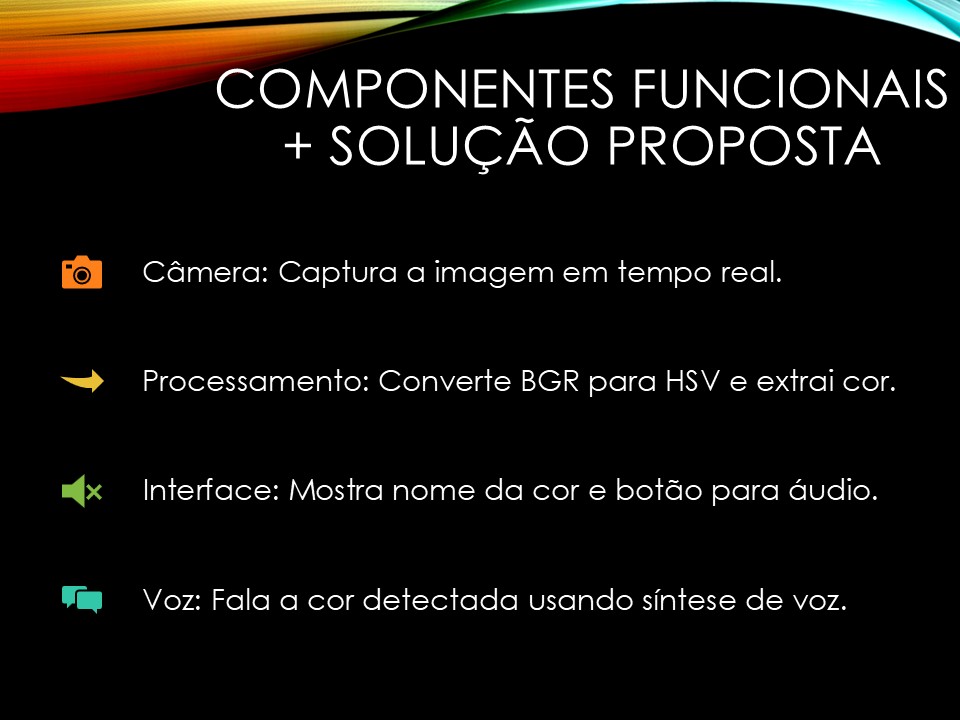 COMPONENTES FUNCIONAIS
+ SOLUÇÃO PROPOSTA
Câmera: Captura a imagem em tempo real.
Processamento: Converte BGR para HSV e extrai cor.
Interface: Mostra nome da cor e botão para áudio.
Voz: Fala a cor detectada usando síntese de voz.